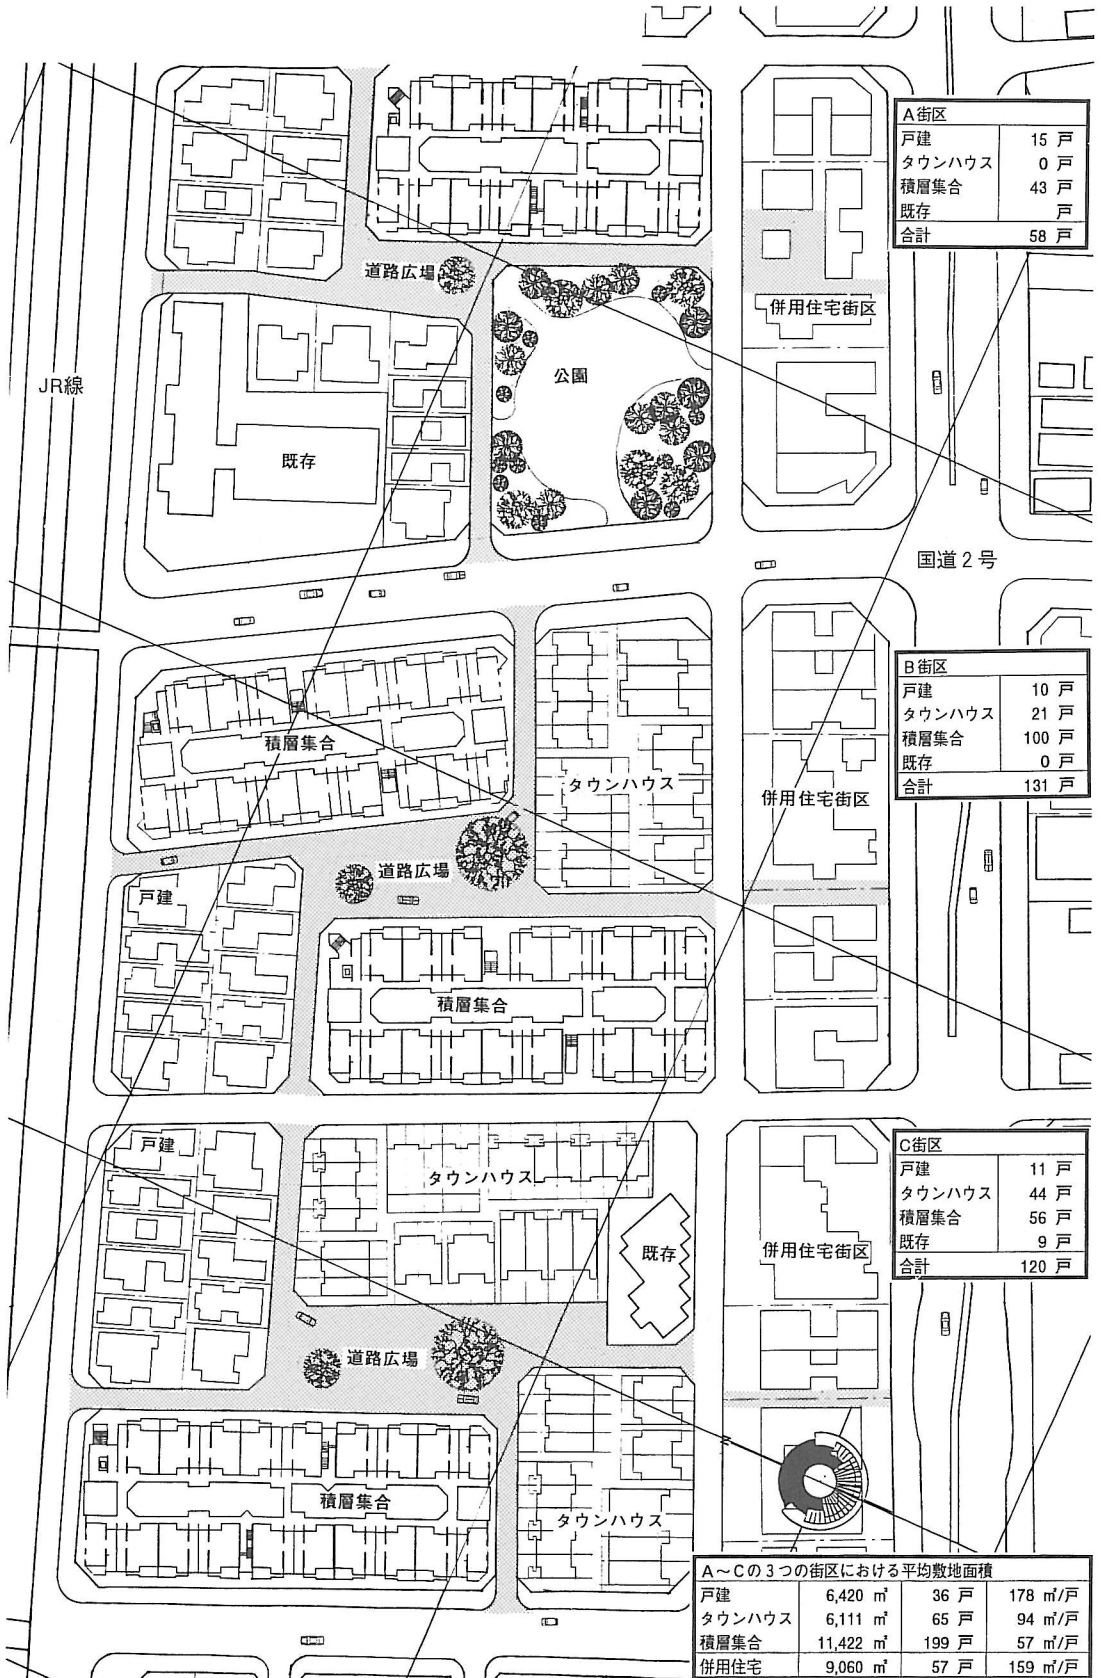 A街区
戸建 15 戸
タウンハウス 0 戸
積層集合 43 戸
既存 戸
合計 58 戸
道路広場
併用住宅街区
JR線
公園
既存
国道2号
B街区
戸建 10 戸
タウンハウス 21 戸
積層集合 100 戸
既存 0 戸
合計 131 戸
積層集合
タウンハウス
併用住宅街区
道路広場
戸建
積層集合
C街区
戸建 11 戸
タウンハウス 44 戸
積層集合 56 戸
既存 9 戸
合計 120 戸
戸建
タウンハウス
既存
併用住宅街区
道路広場
積層集合
タウンハウス
A～Cの3つの街区における平均敷地面積
戸建 6,420 ㎡ 36 戸 178 ㎡/戸
タウンハウス 6,111 ㎡ 65 戸 94 ㎡/戸
積層集合 11,422 ㎡ 199 戸 57 ㎡/戸
併用住宅 9,060 ㎡ 57 戸 159 ㎡/戸